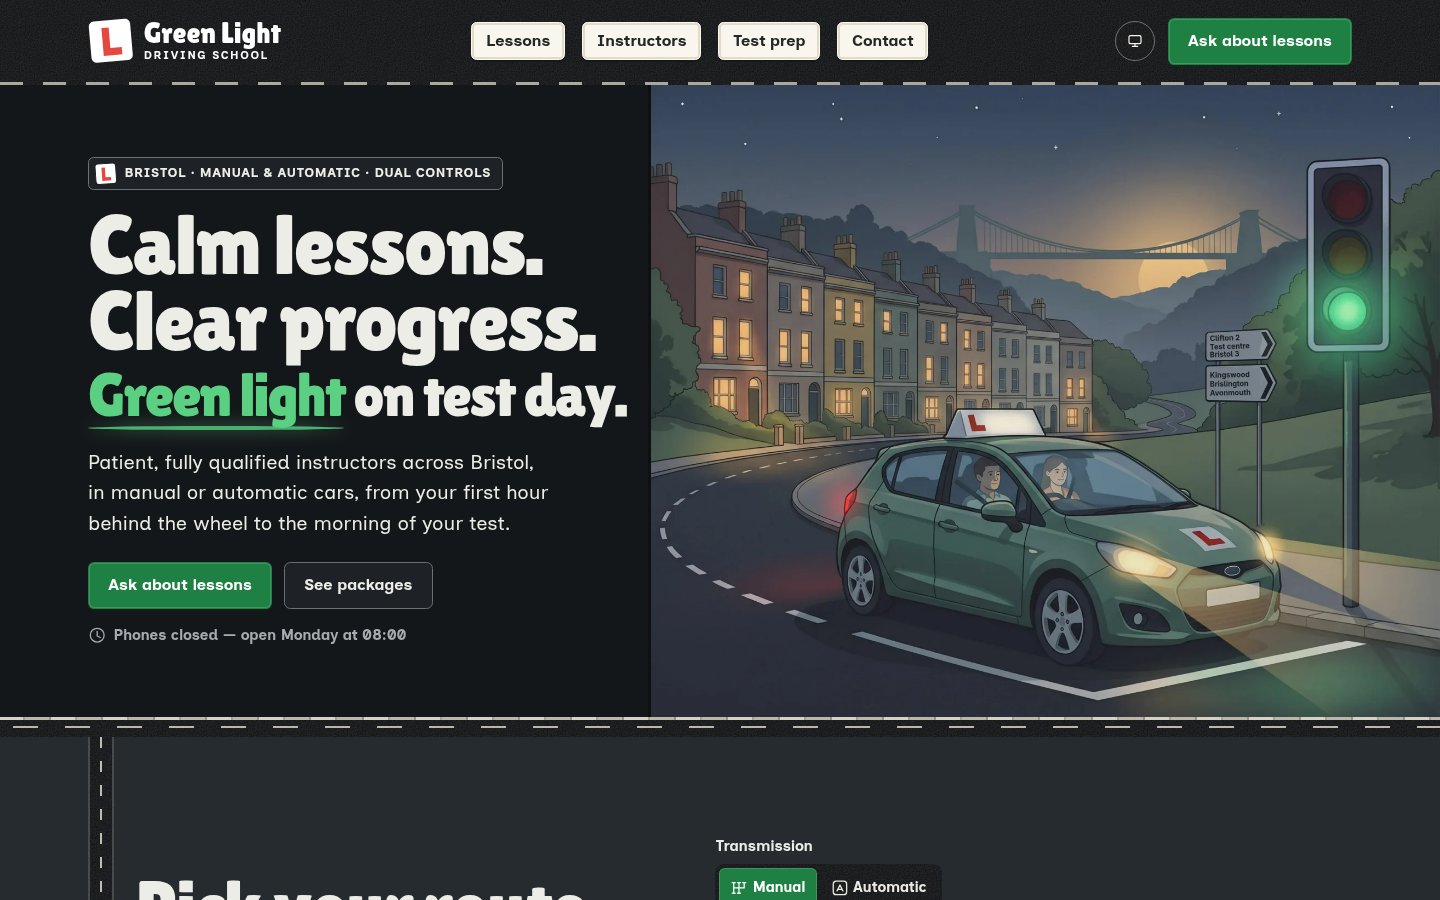 L
Green Light
DRIVING SCHOOL
Lessons
Instructors
Test prep
Contact
Ask about lessons
L
BRISTOL · MANUAL & AUTOMATIC · DUAL CONTROLS
Calm lessons.
Clear progress.
Green light on test day.
Patient, fully qualified instructors across Bristol,
in manual or automatic cars, from your first hour
behind the wheel to the morning of your test.
Ask about lessons
See packages
Phones closed — open Monday at 08:00
Clifton 2
Test centre
Bristol 3
Kingswood
Brislington
Avonmouth
L
L
Transmission
Manual
A
Automatic
Pick your route